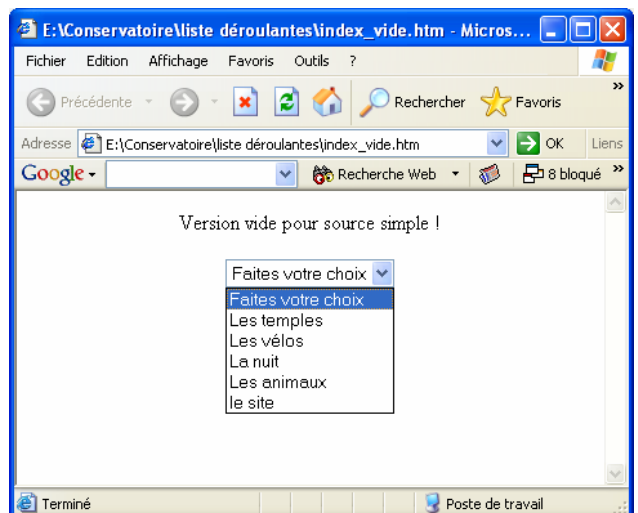 E:\Conservatoire\liste déroulantes\index_vide.htm - Micros...
Fichier Edition Affichage Favoris Outils ?
Précédente Rechercher Favoris »
Adresse E:\Conservatoire\liste déroulantes\index_vide.htm OK Liens
Google Recherche Web 8 bloqué »
Version vide pour source simple !
Faites votre choix
Faites votre choix
Les temples
Les vélos
La nuit
Les animaux
le site
Terminé Poste de travail